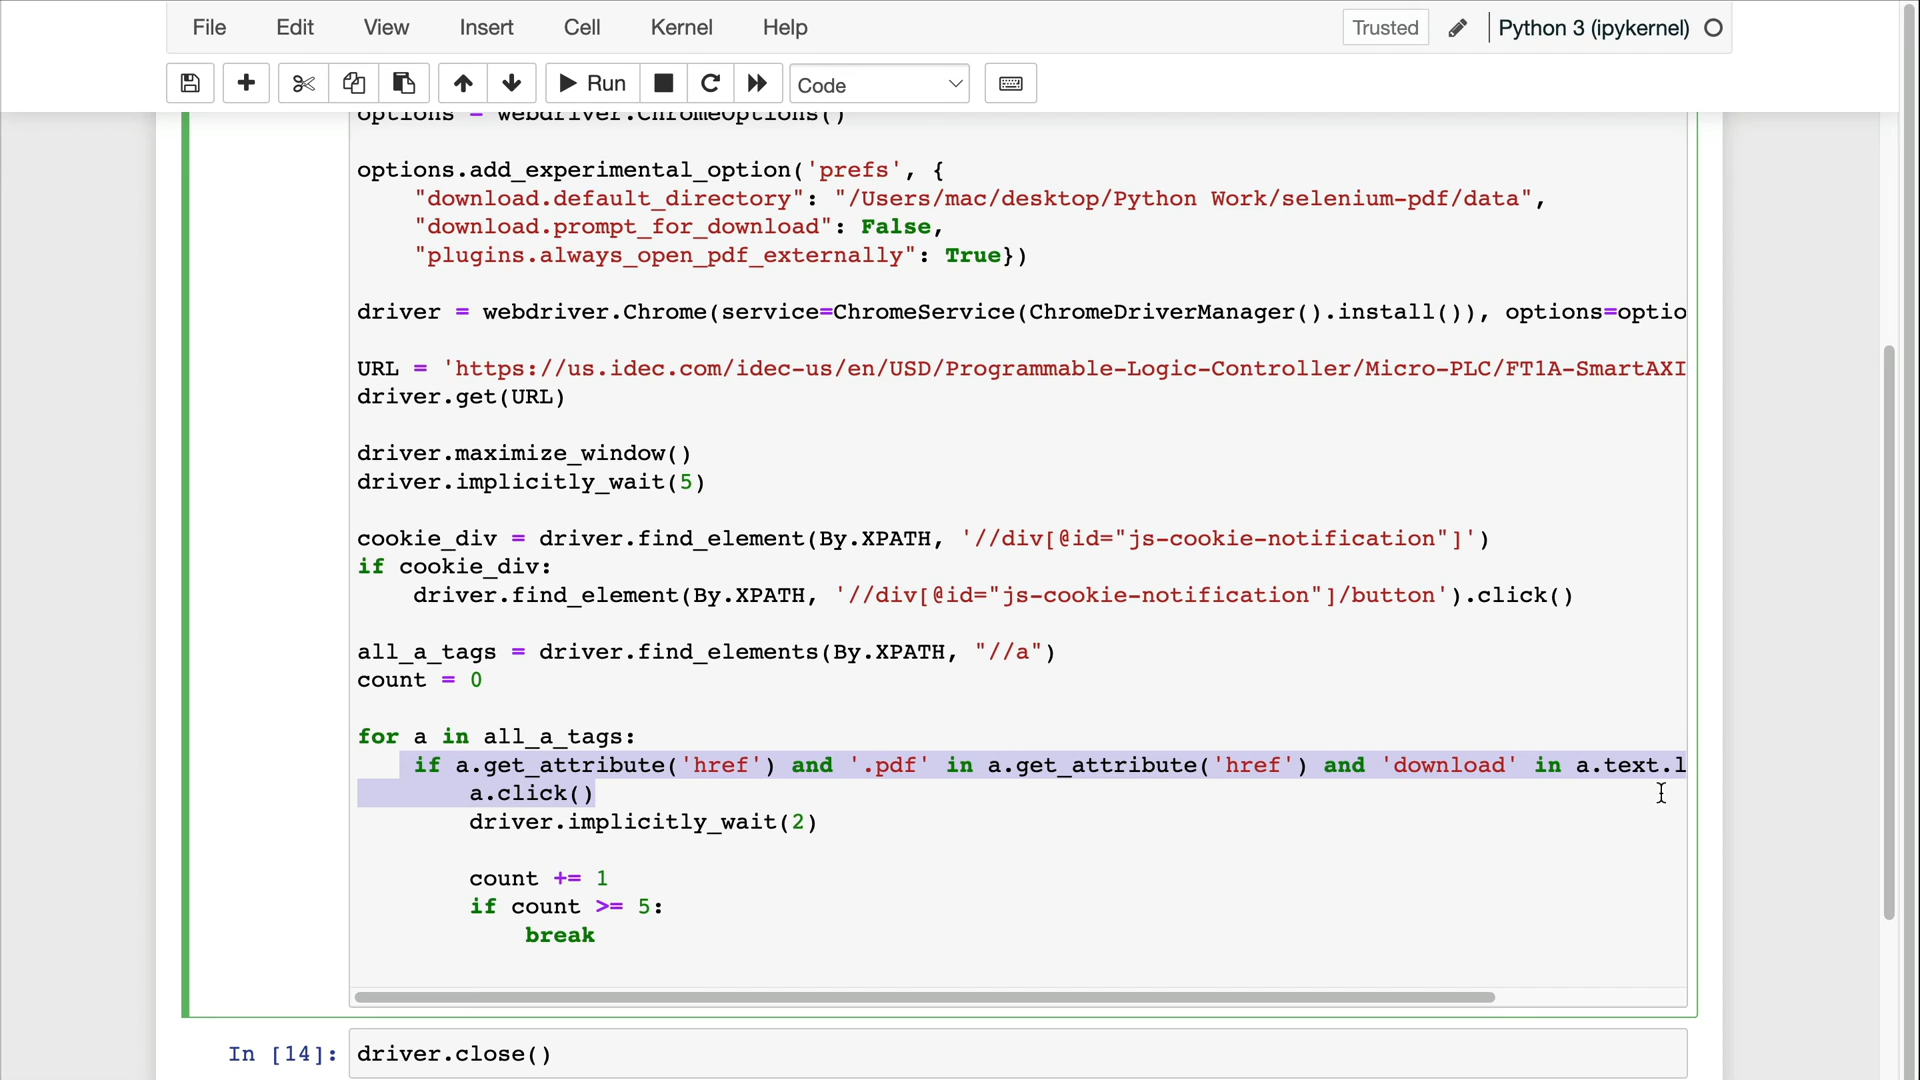 File Edit View Insert Cell Kernel Help Trusted Python 3 (ipykernel)
Run Code
options = webdriver.ChromeOptions()
options.add_experimental_option('prefs', {
    "download.default_directory": "/Users/mac/desktop/Python Work/selenium-pdf/data",
    "download.prompt_for_download": False,
    "plugins.always_open_pdf_externally": True})
driver = webdriver.Chrome(service=ChromeService(ChromeDriverManager().install()), options=optio
URL = 'https://us.idec.com/idec-us/en/USD/Programmable-Logic-Controller/Micro-PLC/FT1A-SmartAXI
driver.get(URL)
driver.maximize_window()
driver.implicitly_wait(5)
cookie_div = driver.find_element(By.XPATH, '//div[@id="js-cookie-notification"]')
if cookie_div:
    driver.find_element(By.XPATH, '//div[@id="js-cookie-notification"]/button').click()
all_a_tags = driver.find_elements(By.XPATH, "//a")
count = 0
for a in all_a_tags:
    if a.get_attribute('href') and '.pdf' in a.get_attribute('href') and 'download' in a.text.l
        a.click()
        driver.implicitly_wait(2)
        count += 1
        if count >= 5:
            break
In [14]: driver.close()